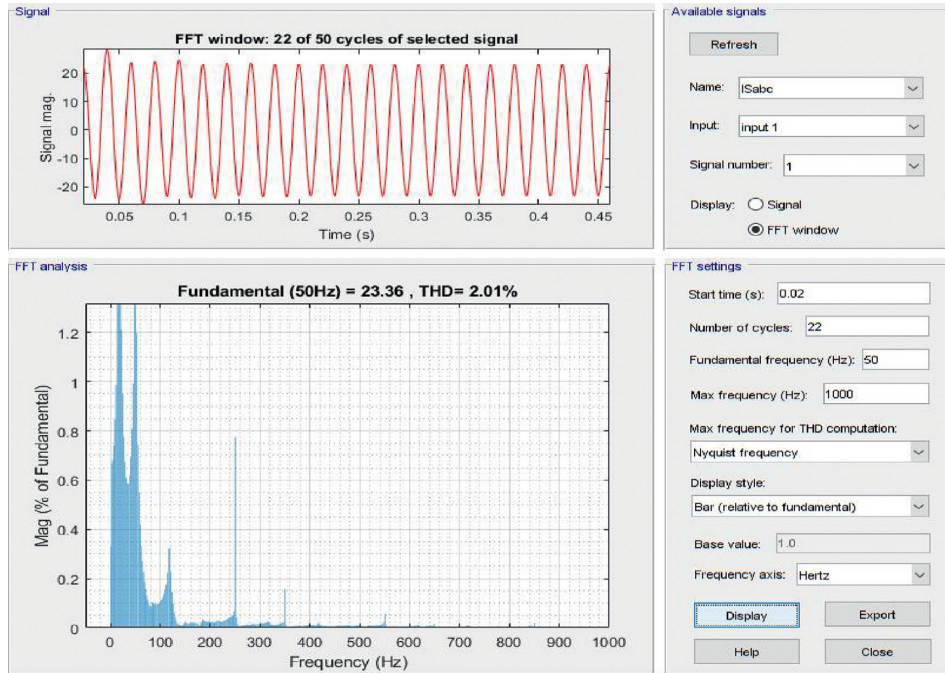 Signal
FFT window: 22 of 50 cycles of selected signal
20
10
0
-10
-20
Signal mag.
0.05
0.1
0.15
0.2
0.25
0.3
0.35
0.4
0.45
Time (s)
Available signals
Refresh
Name:
ISabc
Input:
input 1
Signal number:
1
Display:
Signal
FFT window
FFT analysis
Fundamental (50Hz) = 23.36 , THD= 2.01%
1.2
1
0.8
0.6
0.4
0.2
0
Mag (% of Fundamental)
0
100
200
300
400
500
600
700
800
900
1000
Frequency (Hz)
FFT settings
Start time (s):
0.02
Number of cycles:
22
Fundamental frequency (Hz):
50
Max frequency (Hz):
1000
Max frequency for THD computation:
Nyquist frequency
Display style:
Bar (relative to fundamental)
Base value:
1.0
Frequency axis:
Hertz
Display
Export
Help
Close